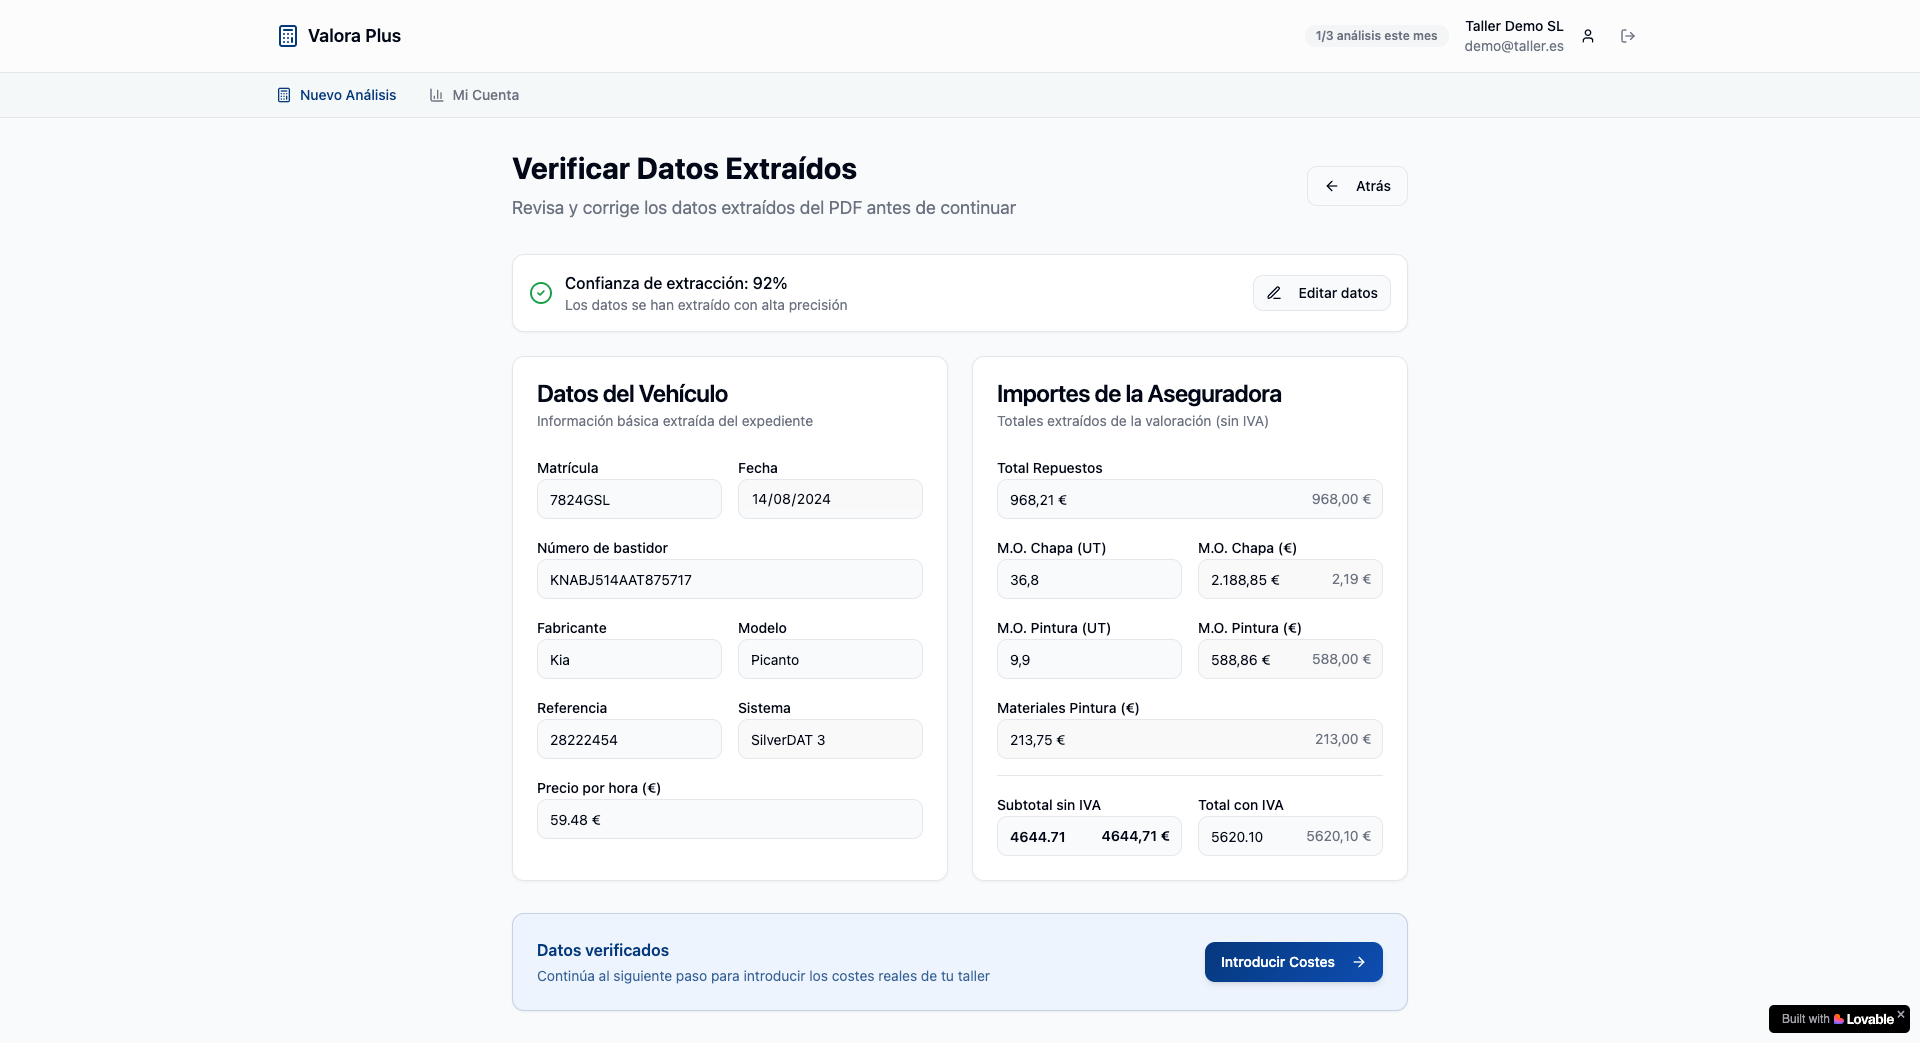 Valora Plus
1/3 análisis este mes
Taller Demo SL
demo@taller.es
Nuevo Análisis
Mi Cuenta
Verificar Datos Extraídos
Revisa y corrige los datos extraídos del PDF antes de continuar
Atrás
Confianza de extracción: 92%
Los datos se han extraído con alta precisión
Editar datos
Datos del Vehículo
Información básica extraída del expediente
Matrícula
Fecha
7824GSL
14/08/2024
Número de bastidor
KNABJ514AAT875717
Fabricante
Modelo
Kia
Picanto
Referencia
Sistema
28222454
SilverDAT 3
Precio por hora (€)
59.48 €
Importes de la Aseguradora
Totales extraídos de la valoración (sin IVA)
Total Repuestos
968,21 €
968,00 €
M.O. Chapa (UT)
M.O. Chapa (€)
36,8
2.188,85 €
2,19 €
M.O. Pintura (UT)
M.O. Pintura (€)
9,9
588,86 €
588,00 €
Materiales Pintura (€)
213,75 €
213,00 €
Subtotal sin IVA
Total con IVA
4644.71
4644,71 €
5620.10
5620,10 €
Datos verificados
Continúa al siguiente paso para introducir los costes reales de tu taller
Introducir Costes
Built with Lovable